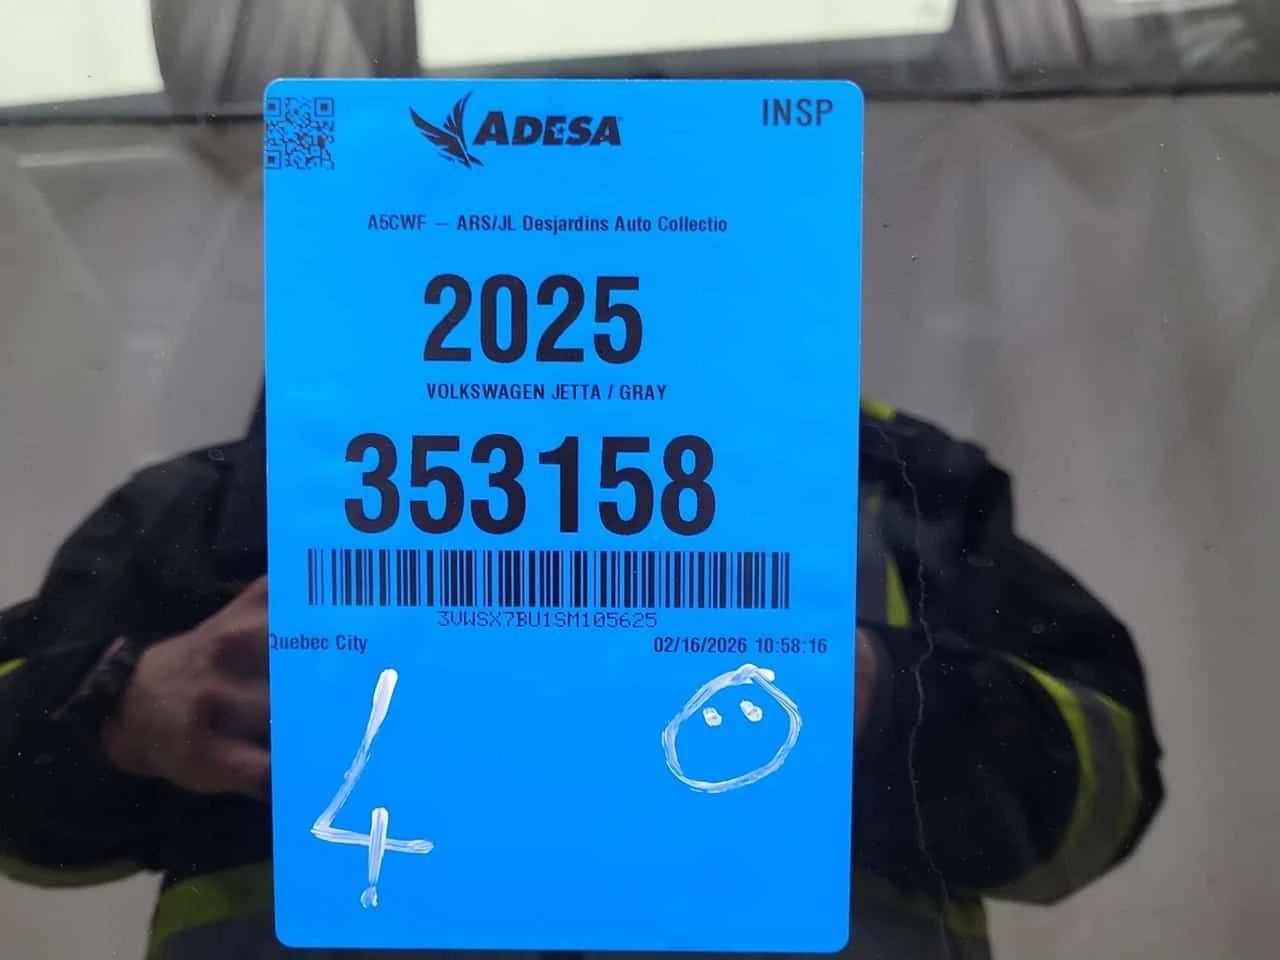 ADESA
INSP
A5CWF – ARS/JL Desjardins Auto Collectio
2025
VOLKSWAGEN JETTA / GRAY
353158
3VWSX7BU1SM105625
Quebec City 02/16/2026 10:58:16
4